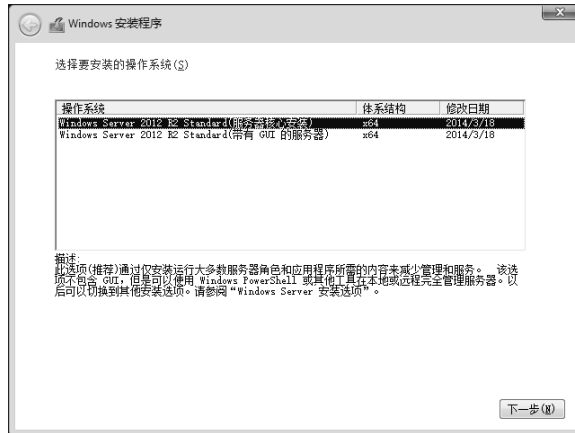 Windows 安装程序
选择要安装的操作系统(S)
操作系统 体系结构 修改日期
Windows Server 2012 R2 Standard(服务器核心安装) x64 2014/3/18
Windows Server 2012 R2 Standard(带有 GUI 的服务器) x64 2014/3/18
描述:
此选项(推荐)通过仅安装运行大多数服务器角色和应用程序所需的内容来减少管理和服务。 该选
项不包含 GUI，但是可以使用 Windows PowerShell 或其他工具在本地或远程完全管理服务器。以
后可以切换到其他安装选项。请参阅“Windows Server 安装选项”。
下一步(N)